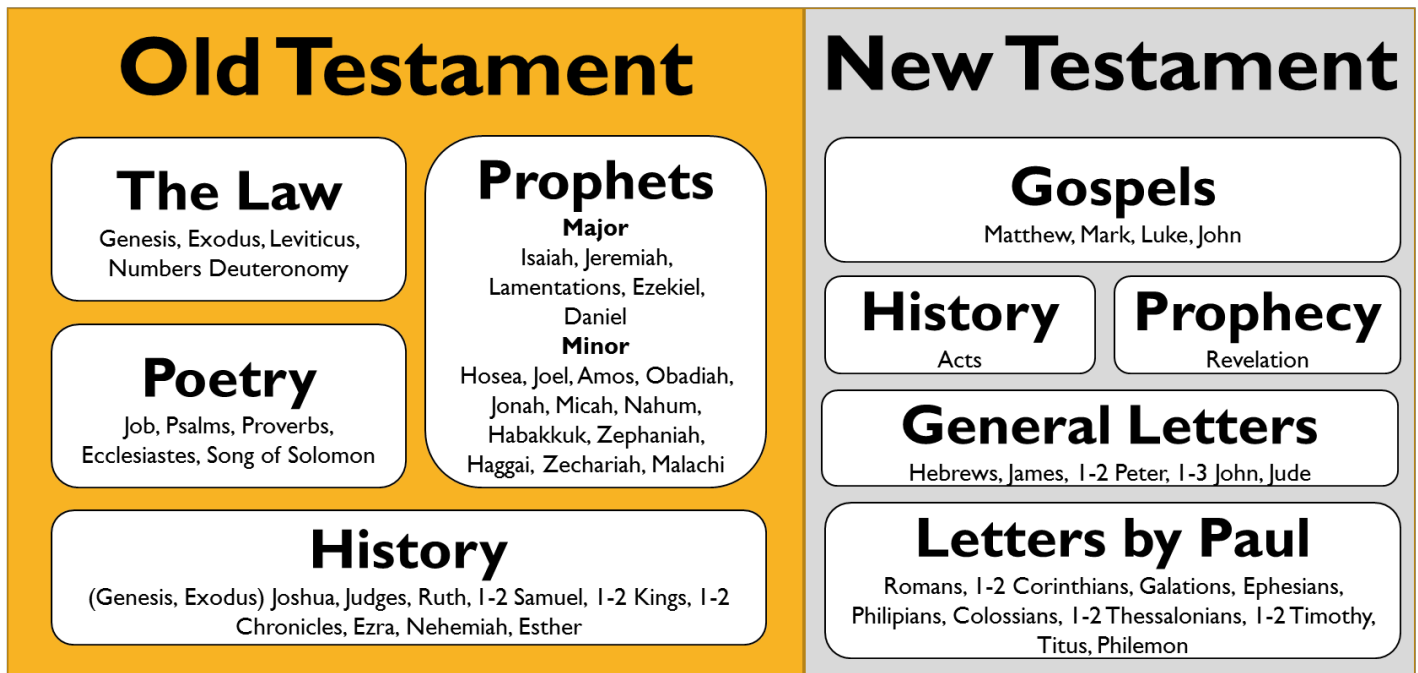 Old Testament
The Law
Genesis, Exodus, Leviticus,
Numbers Deuteronomy
Prophets
Major
Isaiah, Jeremiah,
Lamentations, Ezekiel,
Daniel
Minor
Hosea, Joel, Amos, Obadiah,
Jonah, Micah, Nahum,
Habakkuk, Zephaniah,
Haggai, Zechariah, Malachi
Poetry
Job, Psalms, Proverbs,
Ecclesiastes, Song of Solomon
History
(Genesis, Exodus) Joshua, Judges, Ruth, 1-2 Samuel, 1-2 Kings, 1-2
Chronicles, Ezra, Nehemiah, Esther
New Testament
Gospels
Matthew, Mark, Luke, John
History
Acts
Prophecy
Revelation
General Letters
Hebrews, James, 1-2 Peter, 1-3 John, Jude
Letters by Paul
Romans, 1-2 Corinthians, Galations, Ephesians,
Philipians, Colossians, 1-2 Thessalonians, 1-2 Timothy,
Titus, Philemon